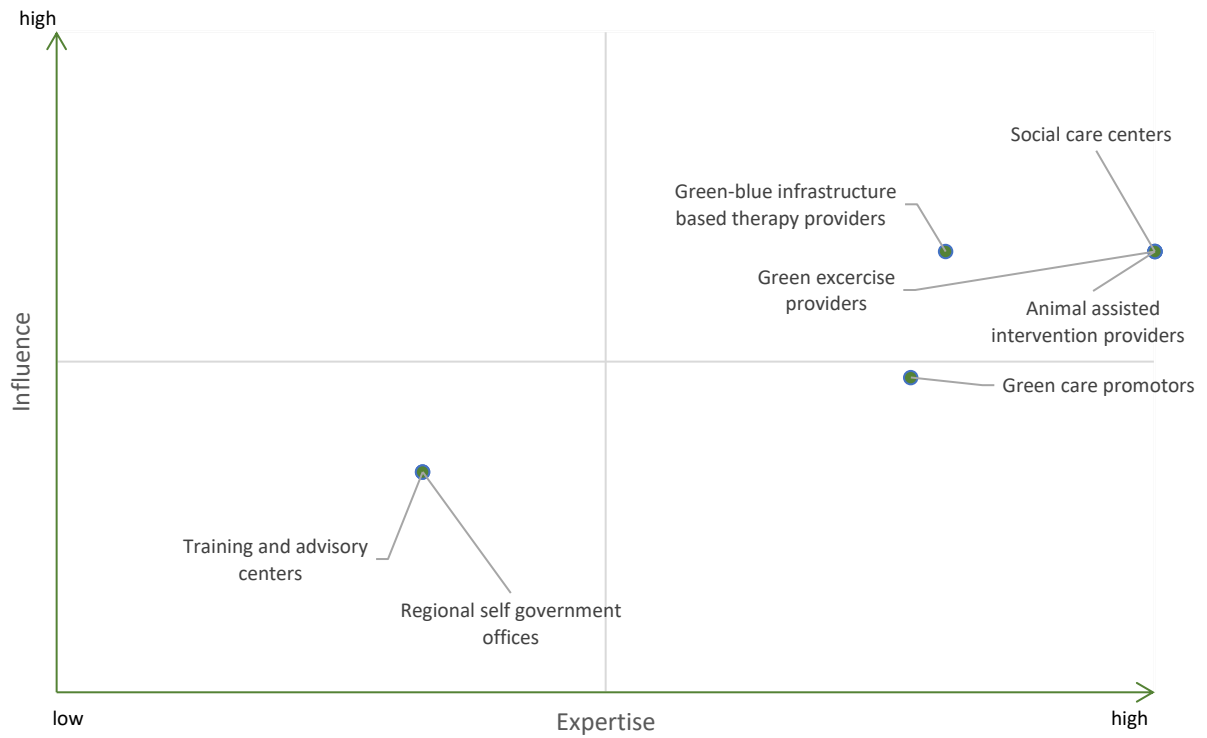 high
Social care centers
Green-blue infrastructure
based therapy providers
Green excercise
providers
Animal assisted
intervention providers
Influence
Green care promotors
Training and advisory
centers
Regional self government
offices
low
Expertise
high